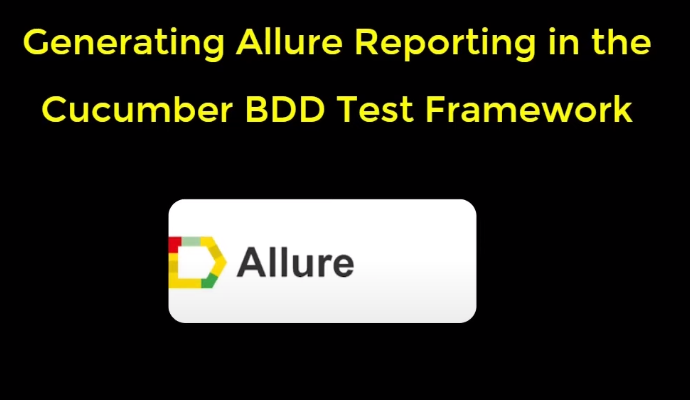 Generating Allure Reporting in the
Cucumber BDD Test Framework
Allure